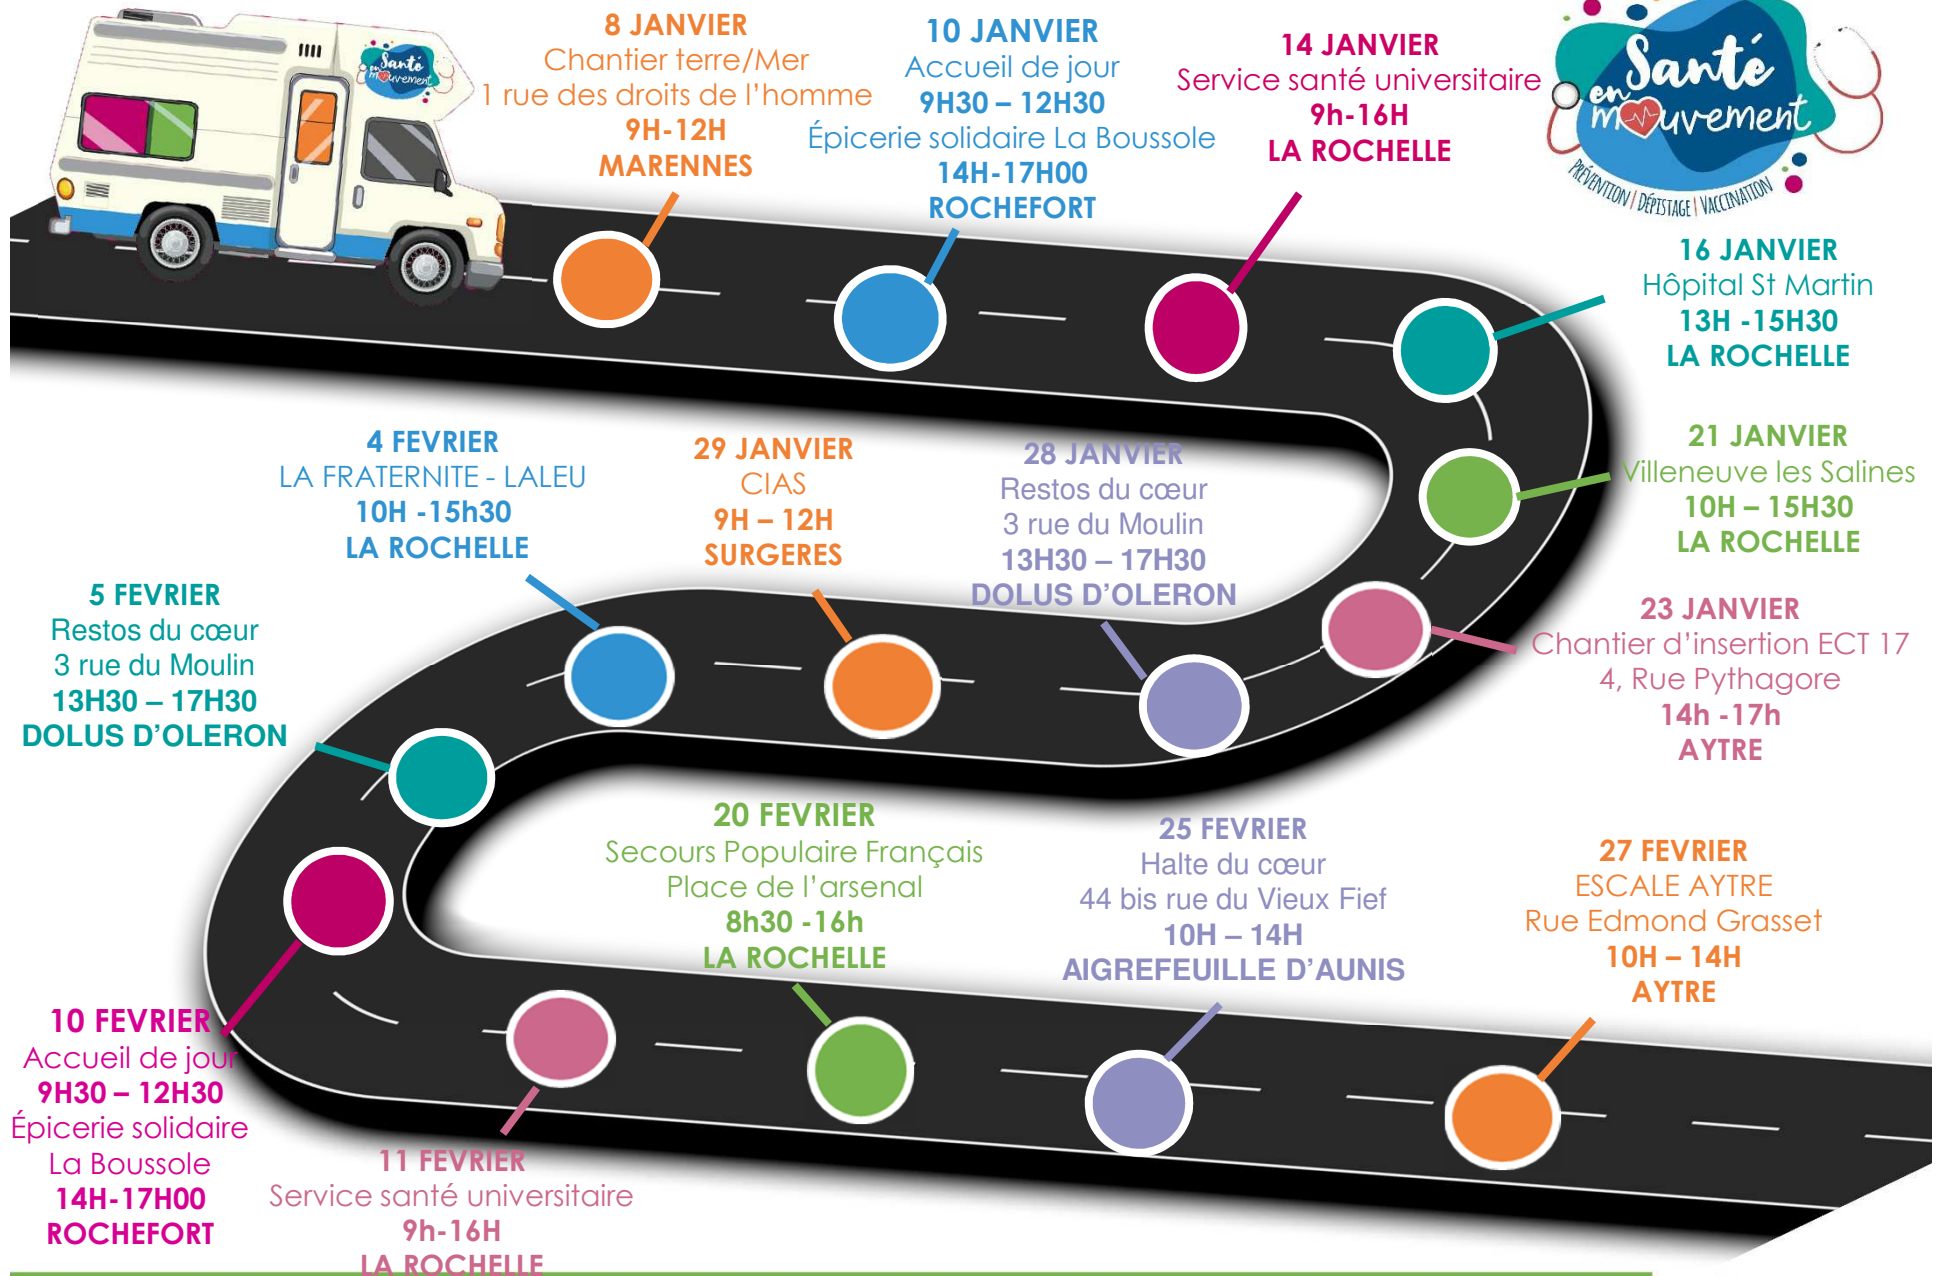 Santé
en
mouvement
8 JANVIER
Chantier terre/Mer
1 rue des droits de l'homme
9H-12H
MARENNES
10 JANVIER
Accueil de jour
9H30 – 12H30
Épicerie solidaire La Boussole
14H-17H00
ROCHEFORT
14 JANVIER
Service santé universitaire
9h-16H
LA ROCHELLE
Santé
en
mouvement
PRÉVENTION | DÉPISTAGE | VACCINATION
16 JANVIER
Hôpital St Martin
13H -15H30
LA ROCHELLE
21 JANVIER
Villeneuve les Salines
10H – 15H30
LA ROCHELLE
23 JANVIER
Chantier d'insertion ECT 17
4, Rue Pythagore
14h -17h
AYTRE
28 JANVIER
Restos du cœur
3 rue du Moulin
13H30 – 17H30
DOLUS D'OLERON
29 JANVIER
CIAS
9H – 12H
SURGERES
4 FEVRIER
LA FRATERNITE - LALEU
10H -15h30
LA ROCHELLE
5 FEVRIER
Restos du cœur
3 rue du Moulin
13H30 – 17H30
DOLUS D'OLERON
10 FEVRIER
Accueil de jour
9H30 – 12H30
Épicerie solidaire
La Boussole
14H-17H00
ROCHEFORT
11 FEVRIER
Service santé universitaire
9h-16H
LA ROCHELLE
20 FEVRIER
Secours Populaire Français
Place de l'arsenal
8h30 -16h
LA ROCHELLE
25 FEVRIER
Halte du cœur
44 bis rue du Vieux Fief
10H – 14H
AIGREFEUILLE D'AUNIS
27 FEVRIER
ESCALE AYTRE
Rue Edmond Grasset
10H – 14H
AYTRE